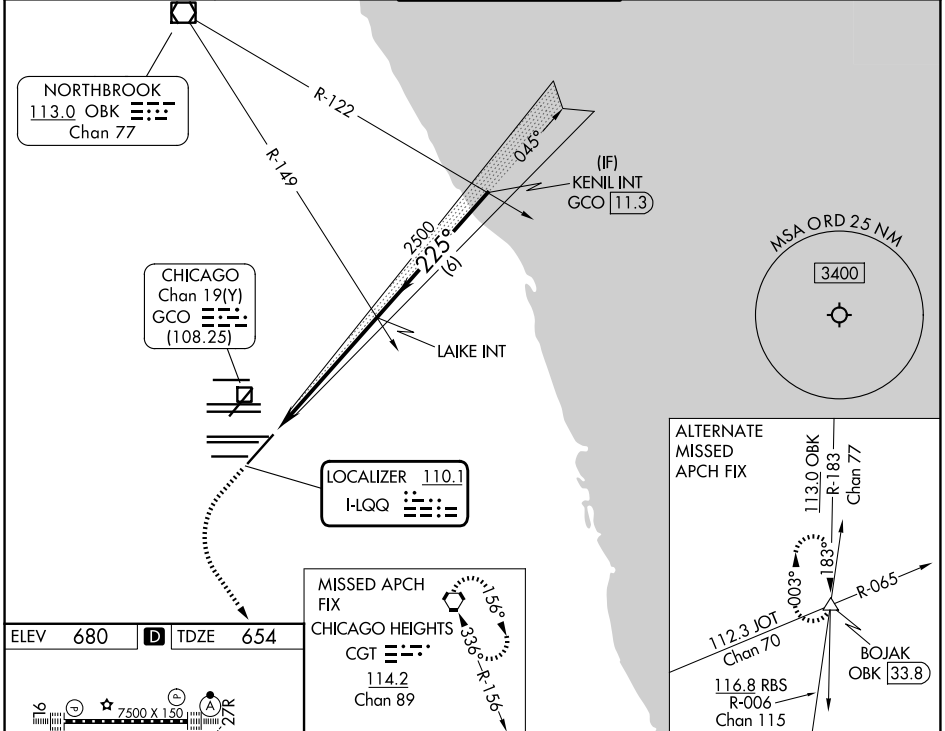 NORTHBROOK
113.0 OBK
Chan 77
R-122
R-149
045°
(IF)
KENIL INT
GCO 11.3
2500
225°
(6)
MSA ORD 25 NM
3400
CHICAGO
Chan 19(Y)
GCO
(108.25)
LAIKE INT
LOCALIZER 110.1
I-LQQ
ALTERNATE
MISSED
APCH FIX
113.0 OBK
R-183
Chan 77
003°
183°
R-065
112.3 JOT
Chan 70
BOJAK
OBK 33.8
116.8 RBS
R-006
Chan 115
MISSED APCH
FIX
CHICAGO HEIGHTS
CGT
114.2
Chan 89
156°
336°
R-156
ELEV 680 D TDZE 654
P
P
A
7500 X 150
27R